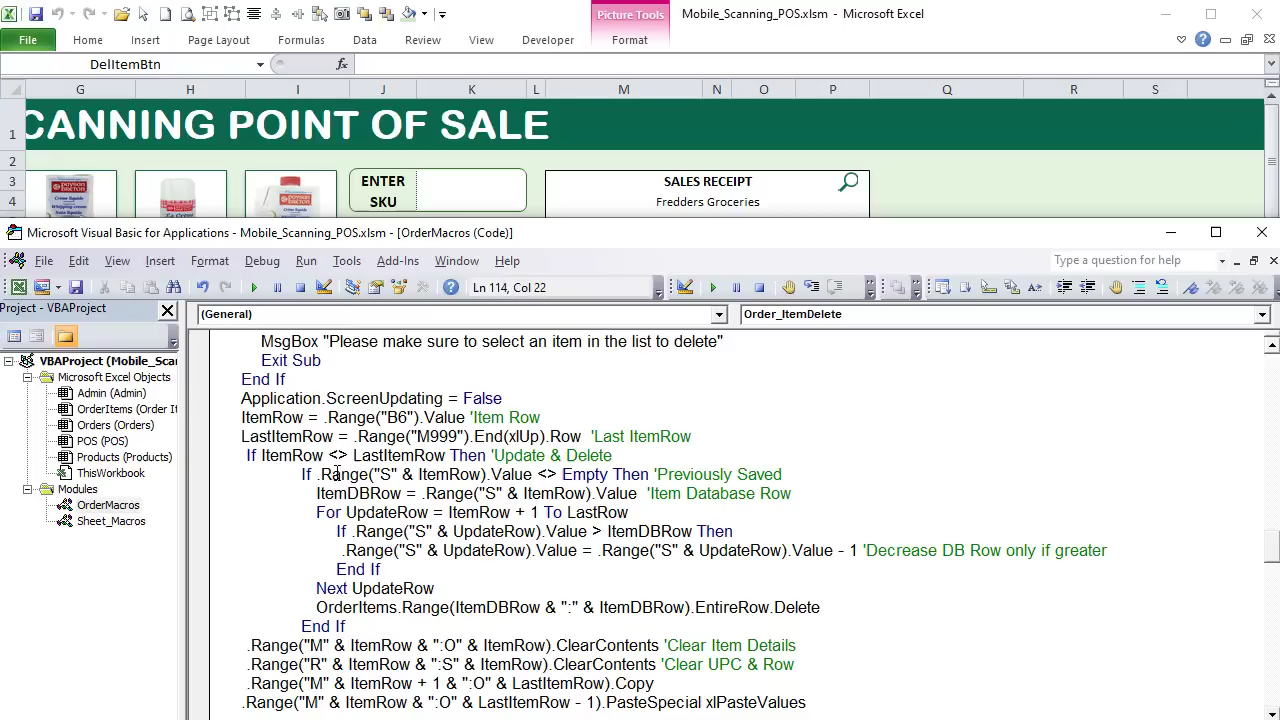 Picture Tools
Mobile_Scanning_POS.xlsm - Microsoft Excel
File Home Insert Page Layout Formulas Data Review View Developer Format
DelItemBtn fx
G H I J K L M N O P Q R S
1 CANNING POINT OF SALE
2
3 ENTER SALES RECEIPT
4 SKU Fredders Groceries
Microsoft Visual Basic for Applications - Mobile_Scanning_POS.xlsm - [OrderMacros (Code)]
File Edit View Insert Format Debug Run Tools Add-Ins Window Help Type a question for help
Ln 114, Col 22
Project - VBAProject
(General) Order_ItemDelete
VBAProject (Mobile_Scar
Microsoft Excel Objects
Admin (Admin)
OrderItems (Order It
Orders (Orders)
POS (POS)
Products (Products)
ThisWorkbook
Modules
OrderMacros
Sheet_Macros
MsgBox "Please make sure to select an item in the list to delete"
Exit Sub
End If
Application.ScreenUpdating = False
ItemRow = .Range("B6").Value 'Item Row
LastItemRow = .Range("M999").End(xlUp).Row 'Last ItemRow
If ItemRow <> LastItemRow Then 'Update & Delete
If .Range("S" & ItemRow).Value <> Empty Then 'Previously Saved
ItemDBRow = .Range("S" & ItemRow).Value 'Item Database Row
For UpdateRow = ItemRow + 1 To LastRow
If .Range("S" & UpdateRow).Value > ItemDBRow Then
.Range("S" & UpdateRow).Value = .Range("S" & UpdateRow).Value - 1 'Decrease DB Row only if greater
End If
Next UpdateRow
OrderItems.Range(ItemDBRow & ":" & ItemDBRow).EntireRow.Delete
End If
.Range("M" & ItemRow & ":O" & ItemRow).ClearContents 'Clear Item Details
.Range("R" & ItemRow & ":S" & ItemRow).ClearContents 'Clear UPC & Row
.Range("M" & ItemRow + 1 & ":O" & LastItemRow).Copy
.Range("M" & ItemRow & ":O" & LastItemRow - 1).PasteSpecial xlPasteValues